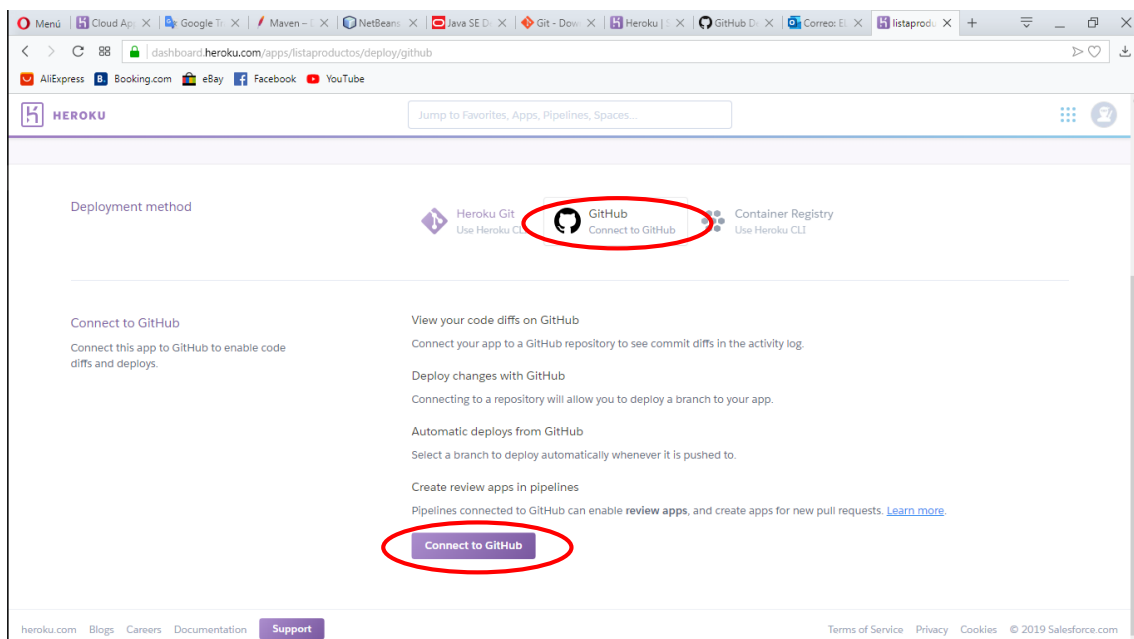 Menú
Cloud Ap
Google Tr
Maven –
NetBeans
Java SE D
Git - Dow
Heroku |
GitHub De
Correo: EL
listaprodu
dashboard.heroku.com/apps/listaproductos/deploy/github
AliExpress
B. Booking.com
eBay
Facebook
YouTube
HEROKU
Jump to Favorites, Apps, Pipelines, Spaces...
Deployment method
Heroku Git
Use Heroku CL
GitHub
Connect to GitHub
Container Registry
Use Heroku CLI
Connect to GitHub
Connect this app to GitHub to enable code
diffs and deploys.
View your code diffs on GitHub
Connect your app to a GitHub repository to see commit diffs in the activity log.
Deploy changes with GitHub
Connecting to a repository will allow you to deploy a branch to your app.
Automatic deploys from GitHub
Select a branch to deploy automatically whenever it is pushed to.
Create review apps in pipelines
Pipelines connected to GitHub can enable review apps, and create apps for new pull requests. Learn more.
Connect to GitHub
heroku.com Blogs Careers Documentation Support
Terms of Service Privacy Cookies © 2019 Salesforce.com